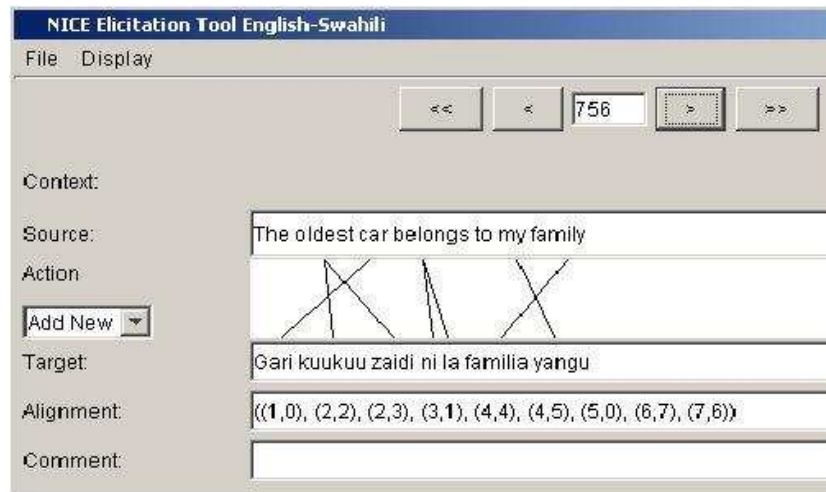 NICE Elicitation Tool English-Swahili
File Display
<< < 756 > >>
Context:
Source: The oldest car belongs to my family
Action
Add New
Target: Gari kuukuu zaidi ni la familia yangu
Alignment: ((1,0), (2,2), (2,3), (3,1), (4,4), (4,5), (5,0), (6,7), (7,6))
Comment: